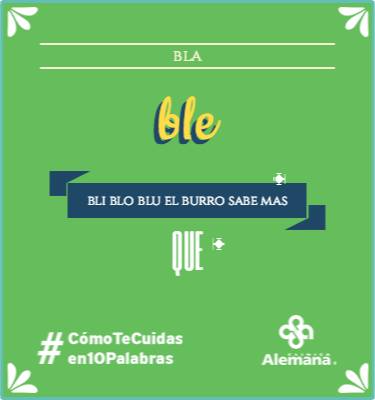 BLA
ble
BLI BLO BLU EL BURRO SABE MAS
QUE
#CómoTeCuidas
en10Palabras
Alemana